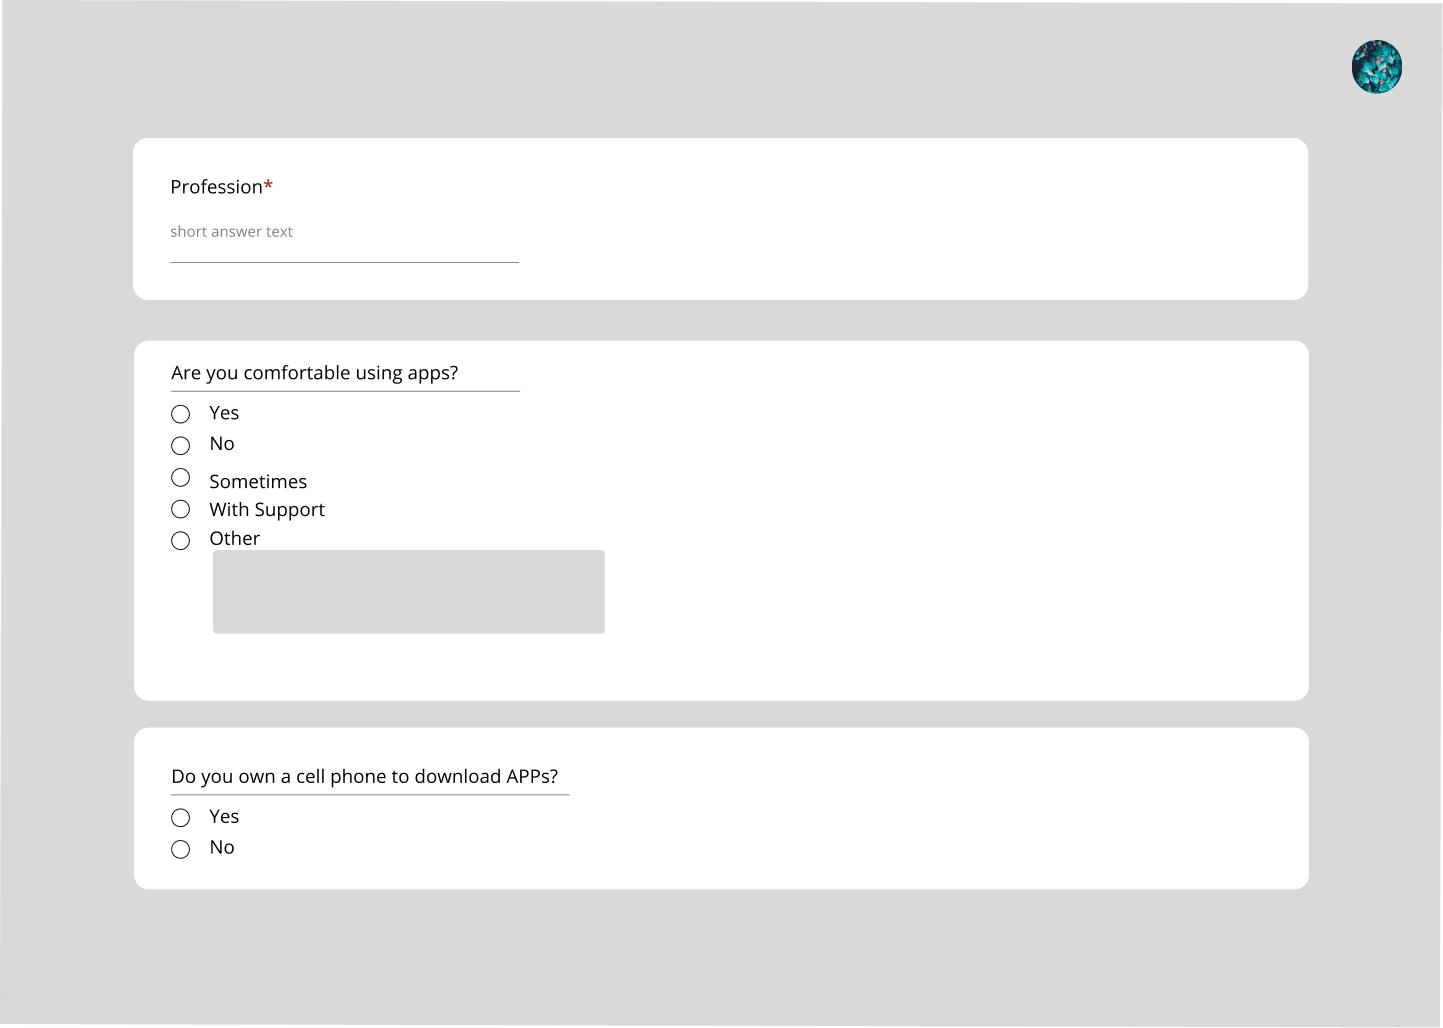 Profession*
short answer text
Are you comfortable using apps?
Yes
No
Sometimes
With Support
Other
Do you own a cell phone to download APPs?
Yes
No